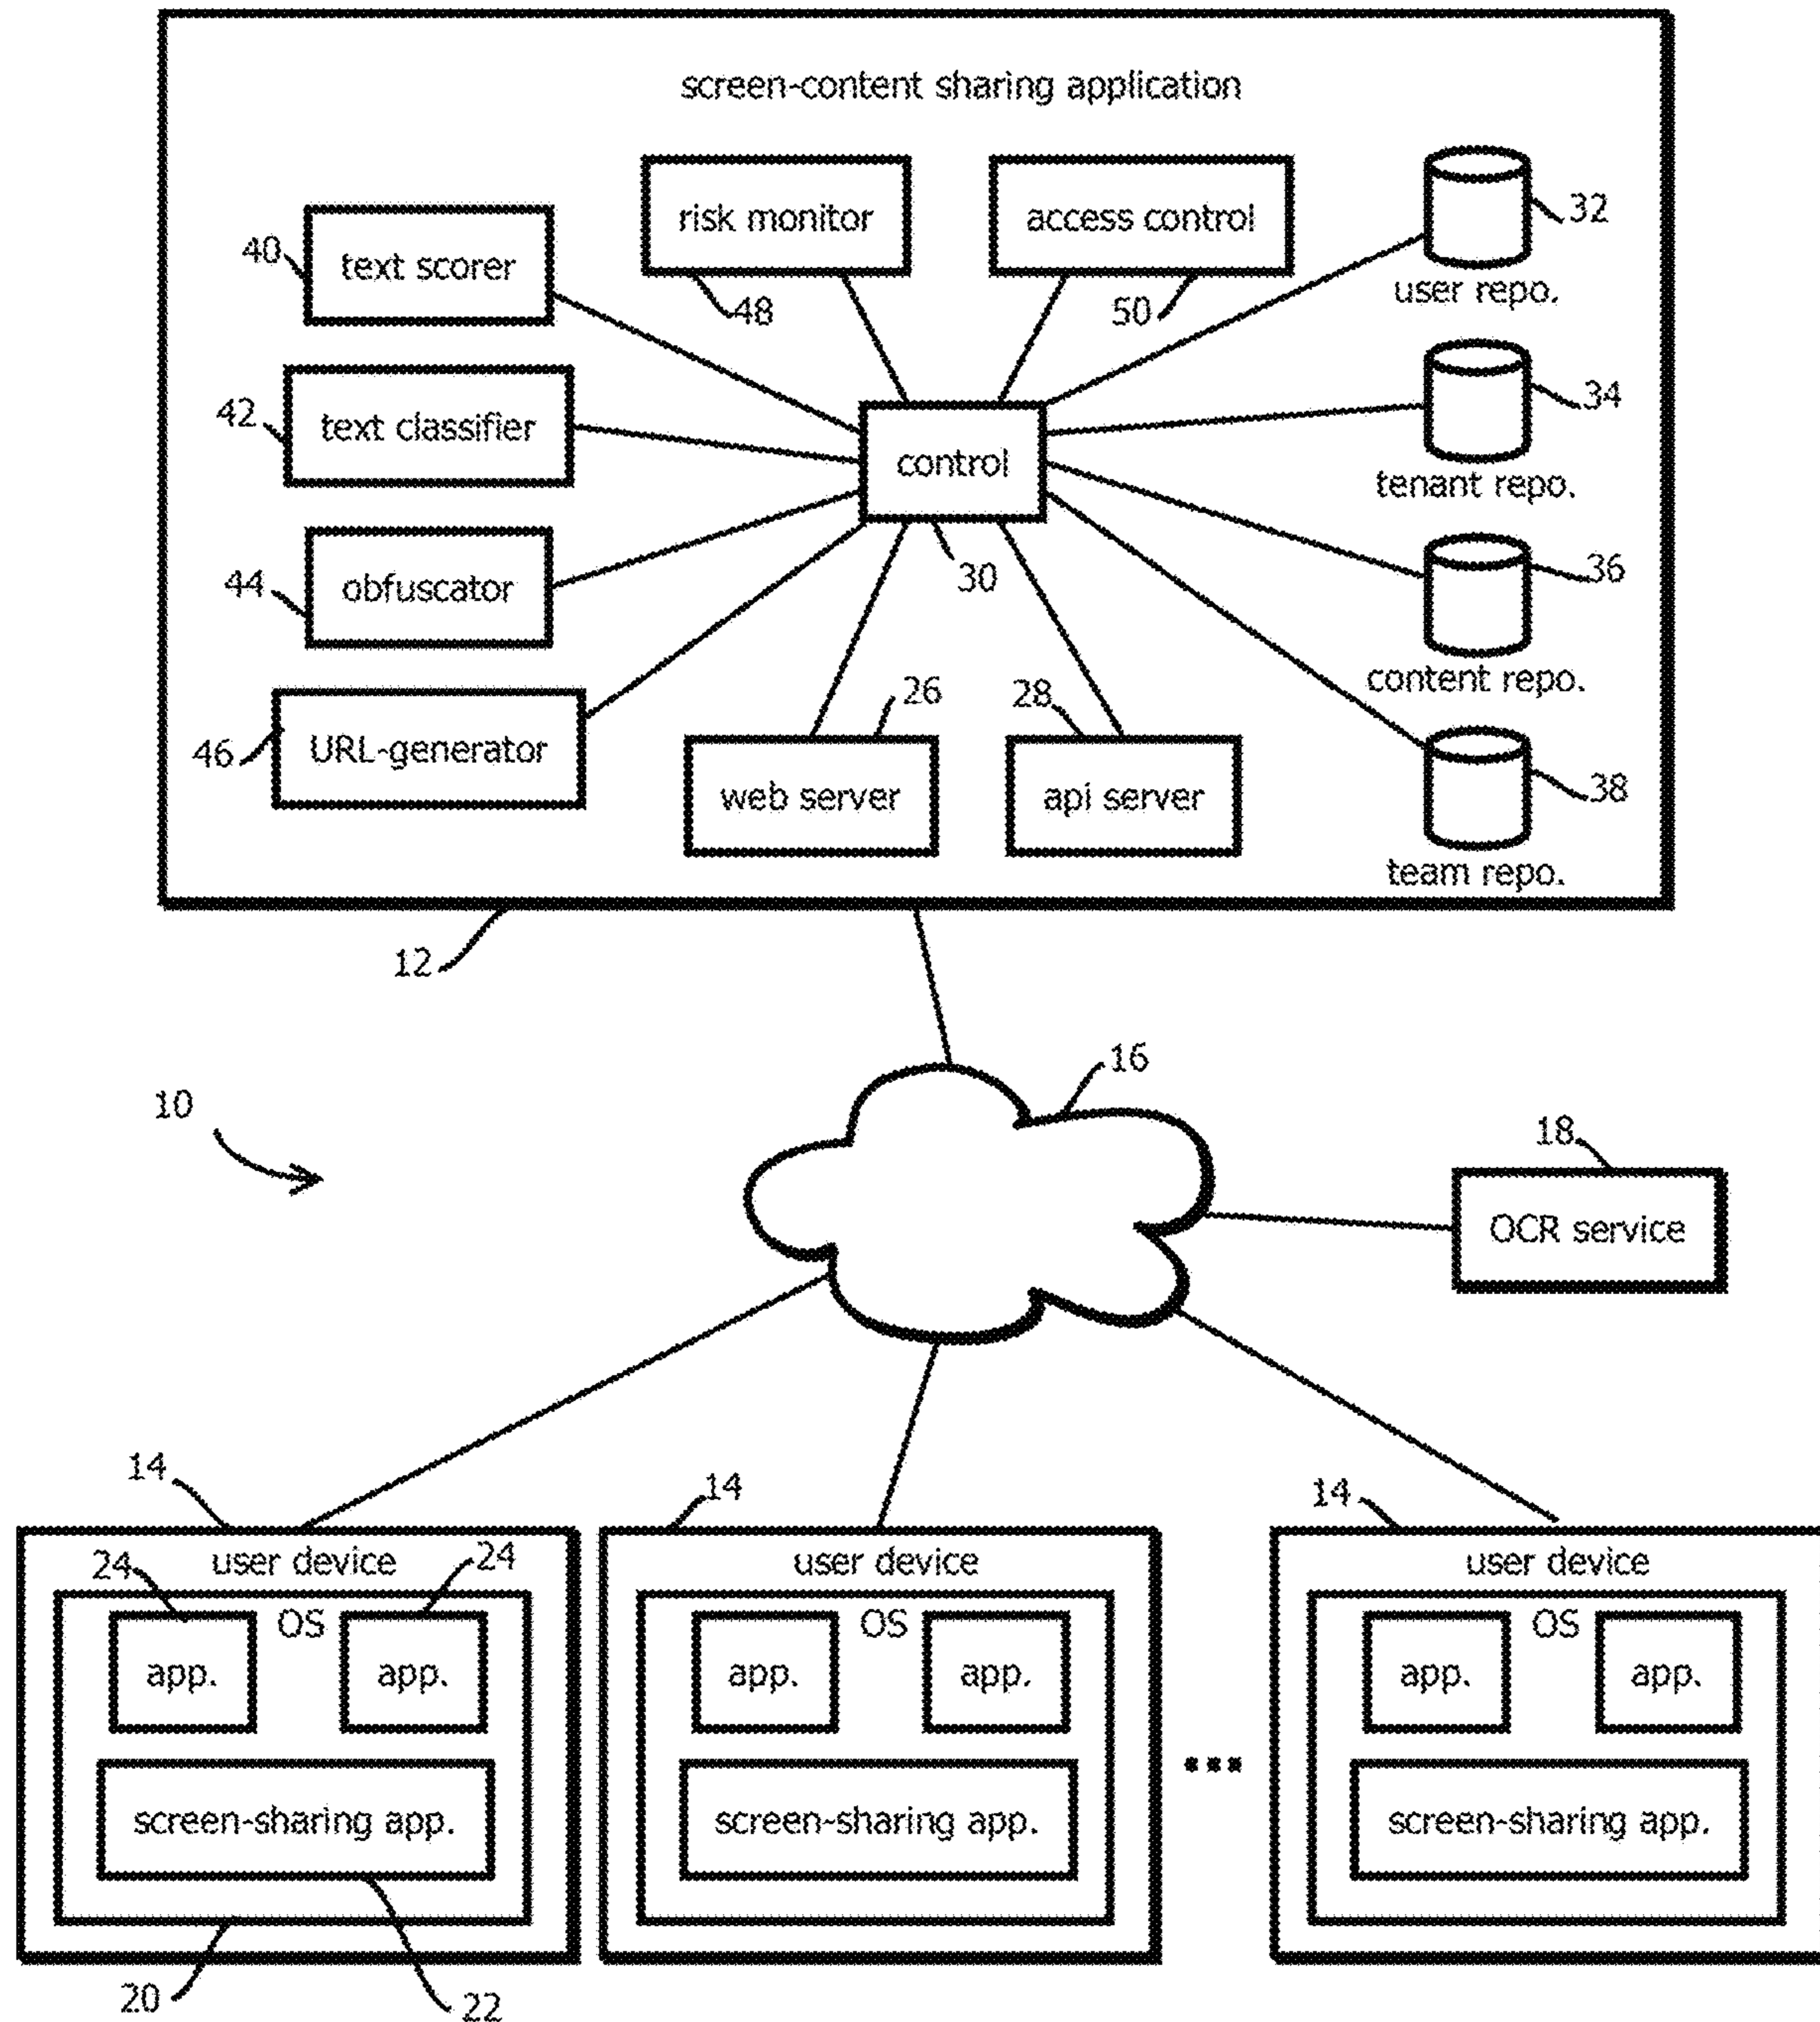 screen-content sharing application
risk monitor
access control
32
40
text scorer
48
50
user repo.
42
text classifier
control
34
tenant repo.
44
obfuscator
30
36
content repo.
46
URL-generator
26
28
web server
api server
38
team repo.
12
16
10
18
OCR service
14
14
14
user device
user device
user device
24
24
OS
OS
OS
app.
app.
app.
app.
app.
app.
screen-sharing app.
screen-sharing app.
...
screen-sharing app.
20
22